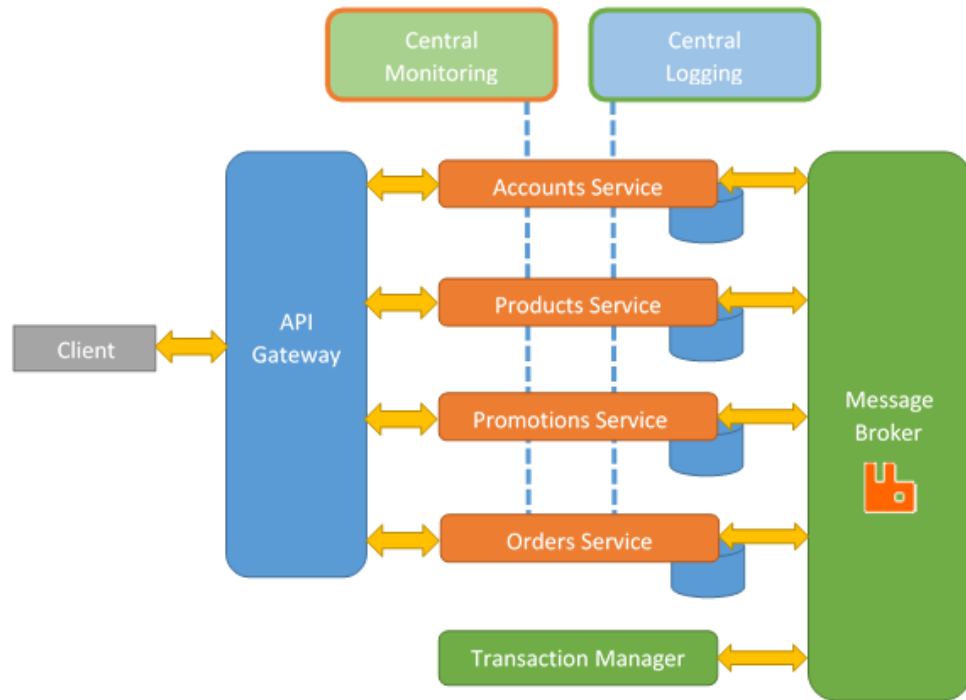 Central
Monitoring
Central
Logging
Accounts Service
Products Service
API
Gateway
Client
Promotions Service
Message
Broker
Orders Service
Transaction Manager